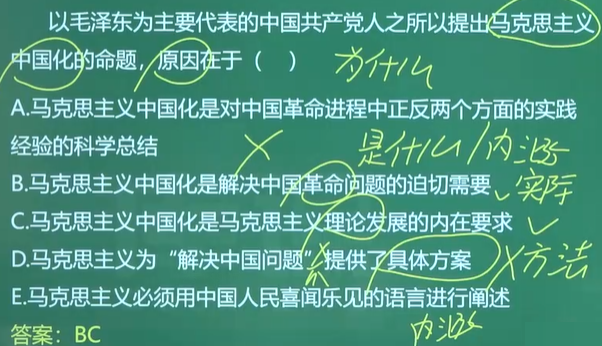 以毛泽东为主要代表的中国共产党人之所以提出马克思主义
中国化的命题，原因在于（ ） 为什么
A.马克思主义中国化是对中国革命进程中正反两个方面的实践
经验的科学总结 是什么/内涵
B.马克思主义中国化是解决中国革命问题的迫切需要 实际
C.马克思主义中国化是马克思主义理论发展的内在要求
D.马克思主义为“解决中国问题”提供了具体方案 方法
E.马克思主义必须用中国人民喜闻乐见的语言进行阐述
内涵
答案：BC